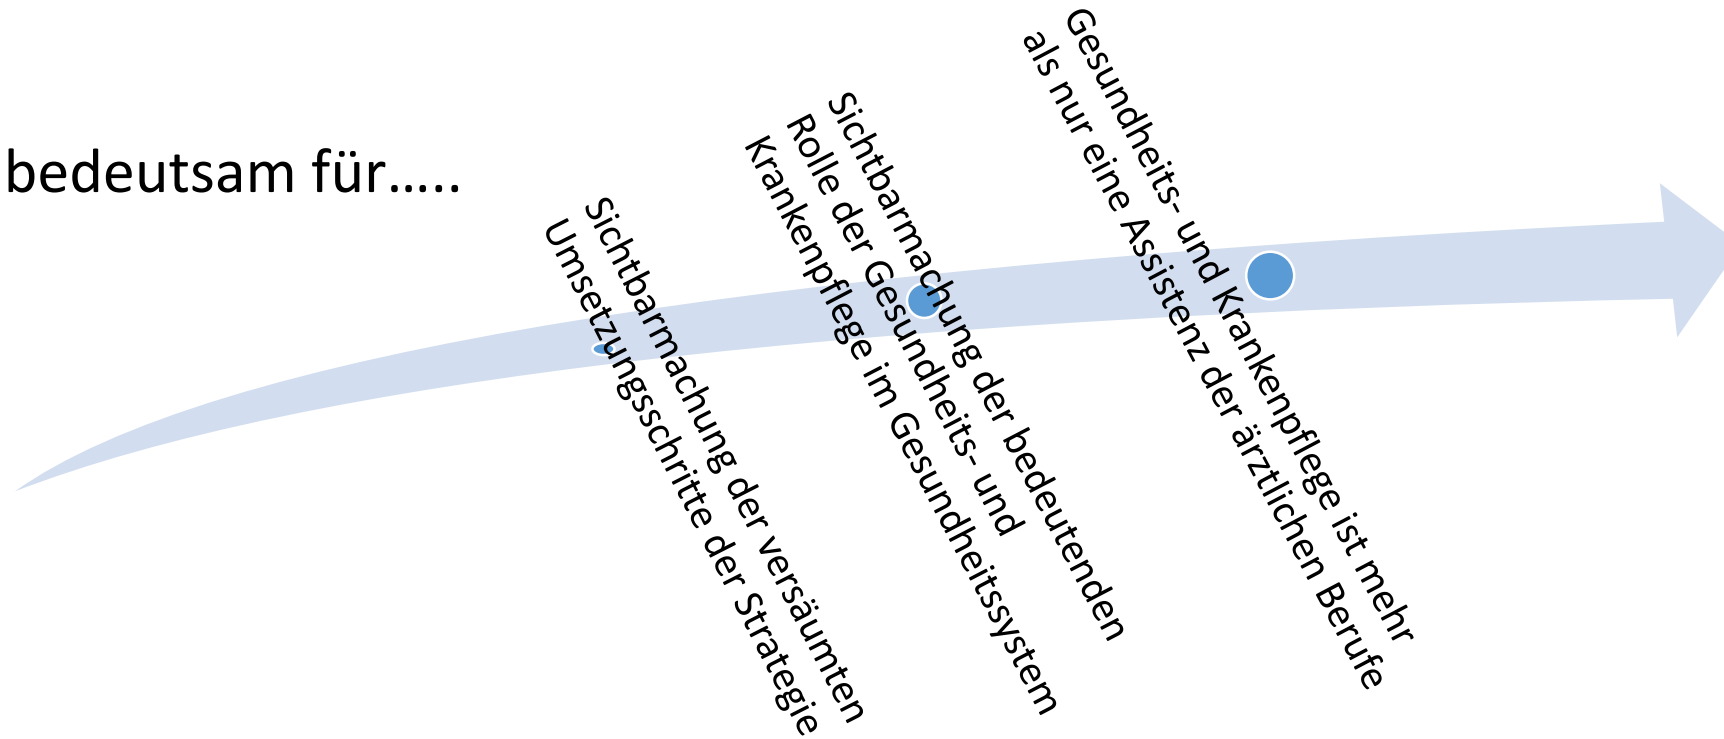 bedeutsam für…..
Sichtbarmachung der versäumten
Umsetzungsschritte der Strategie
Sichtbarmachung der bedeutenden
Rolle der Gesundheits- und
Krankenpflege im Gesundheitssystem
Gesundheits- und Krankenpflege ist mehr
als nur eine Assistenz der ärztlichen Berufe